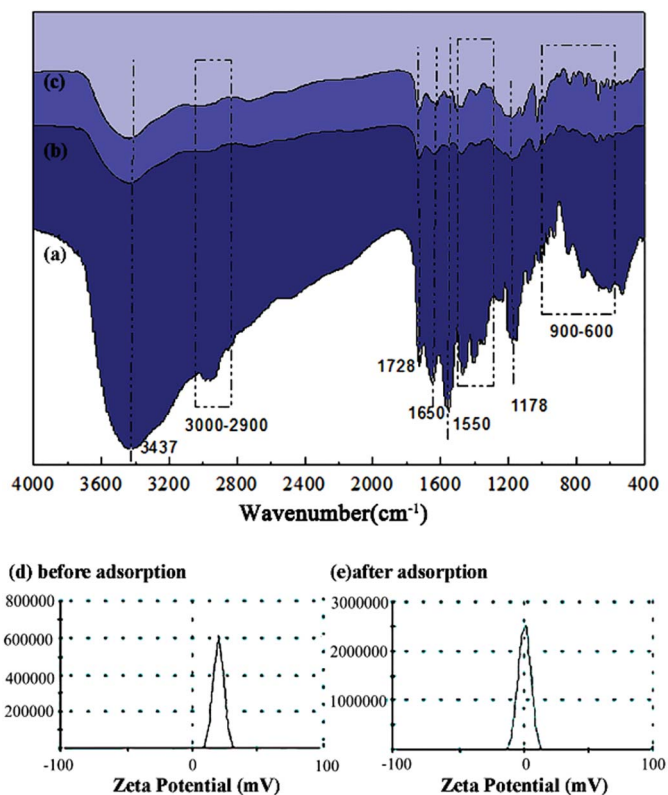 (c)
(b)
(a)
1728
1650
1550
1178
900-600
3000-2900
3437
4000 3600 3200 2800 2400 2000 1600 1200 800 400
Wavenumber(cm-1)
(d) before adsorption
(e)after adsorption
800000
600000
400000
200000
-100 0 100
Zeta Potential (mV)
3000000
2000000
1000000
-100 0 100
Zeta Potential (mV)